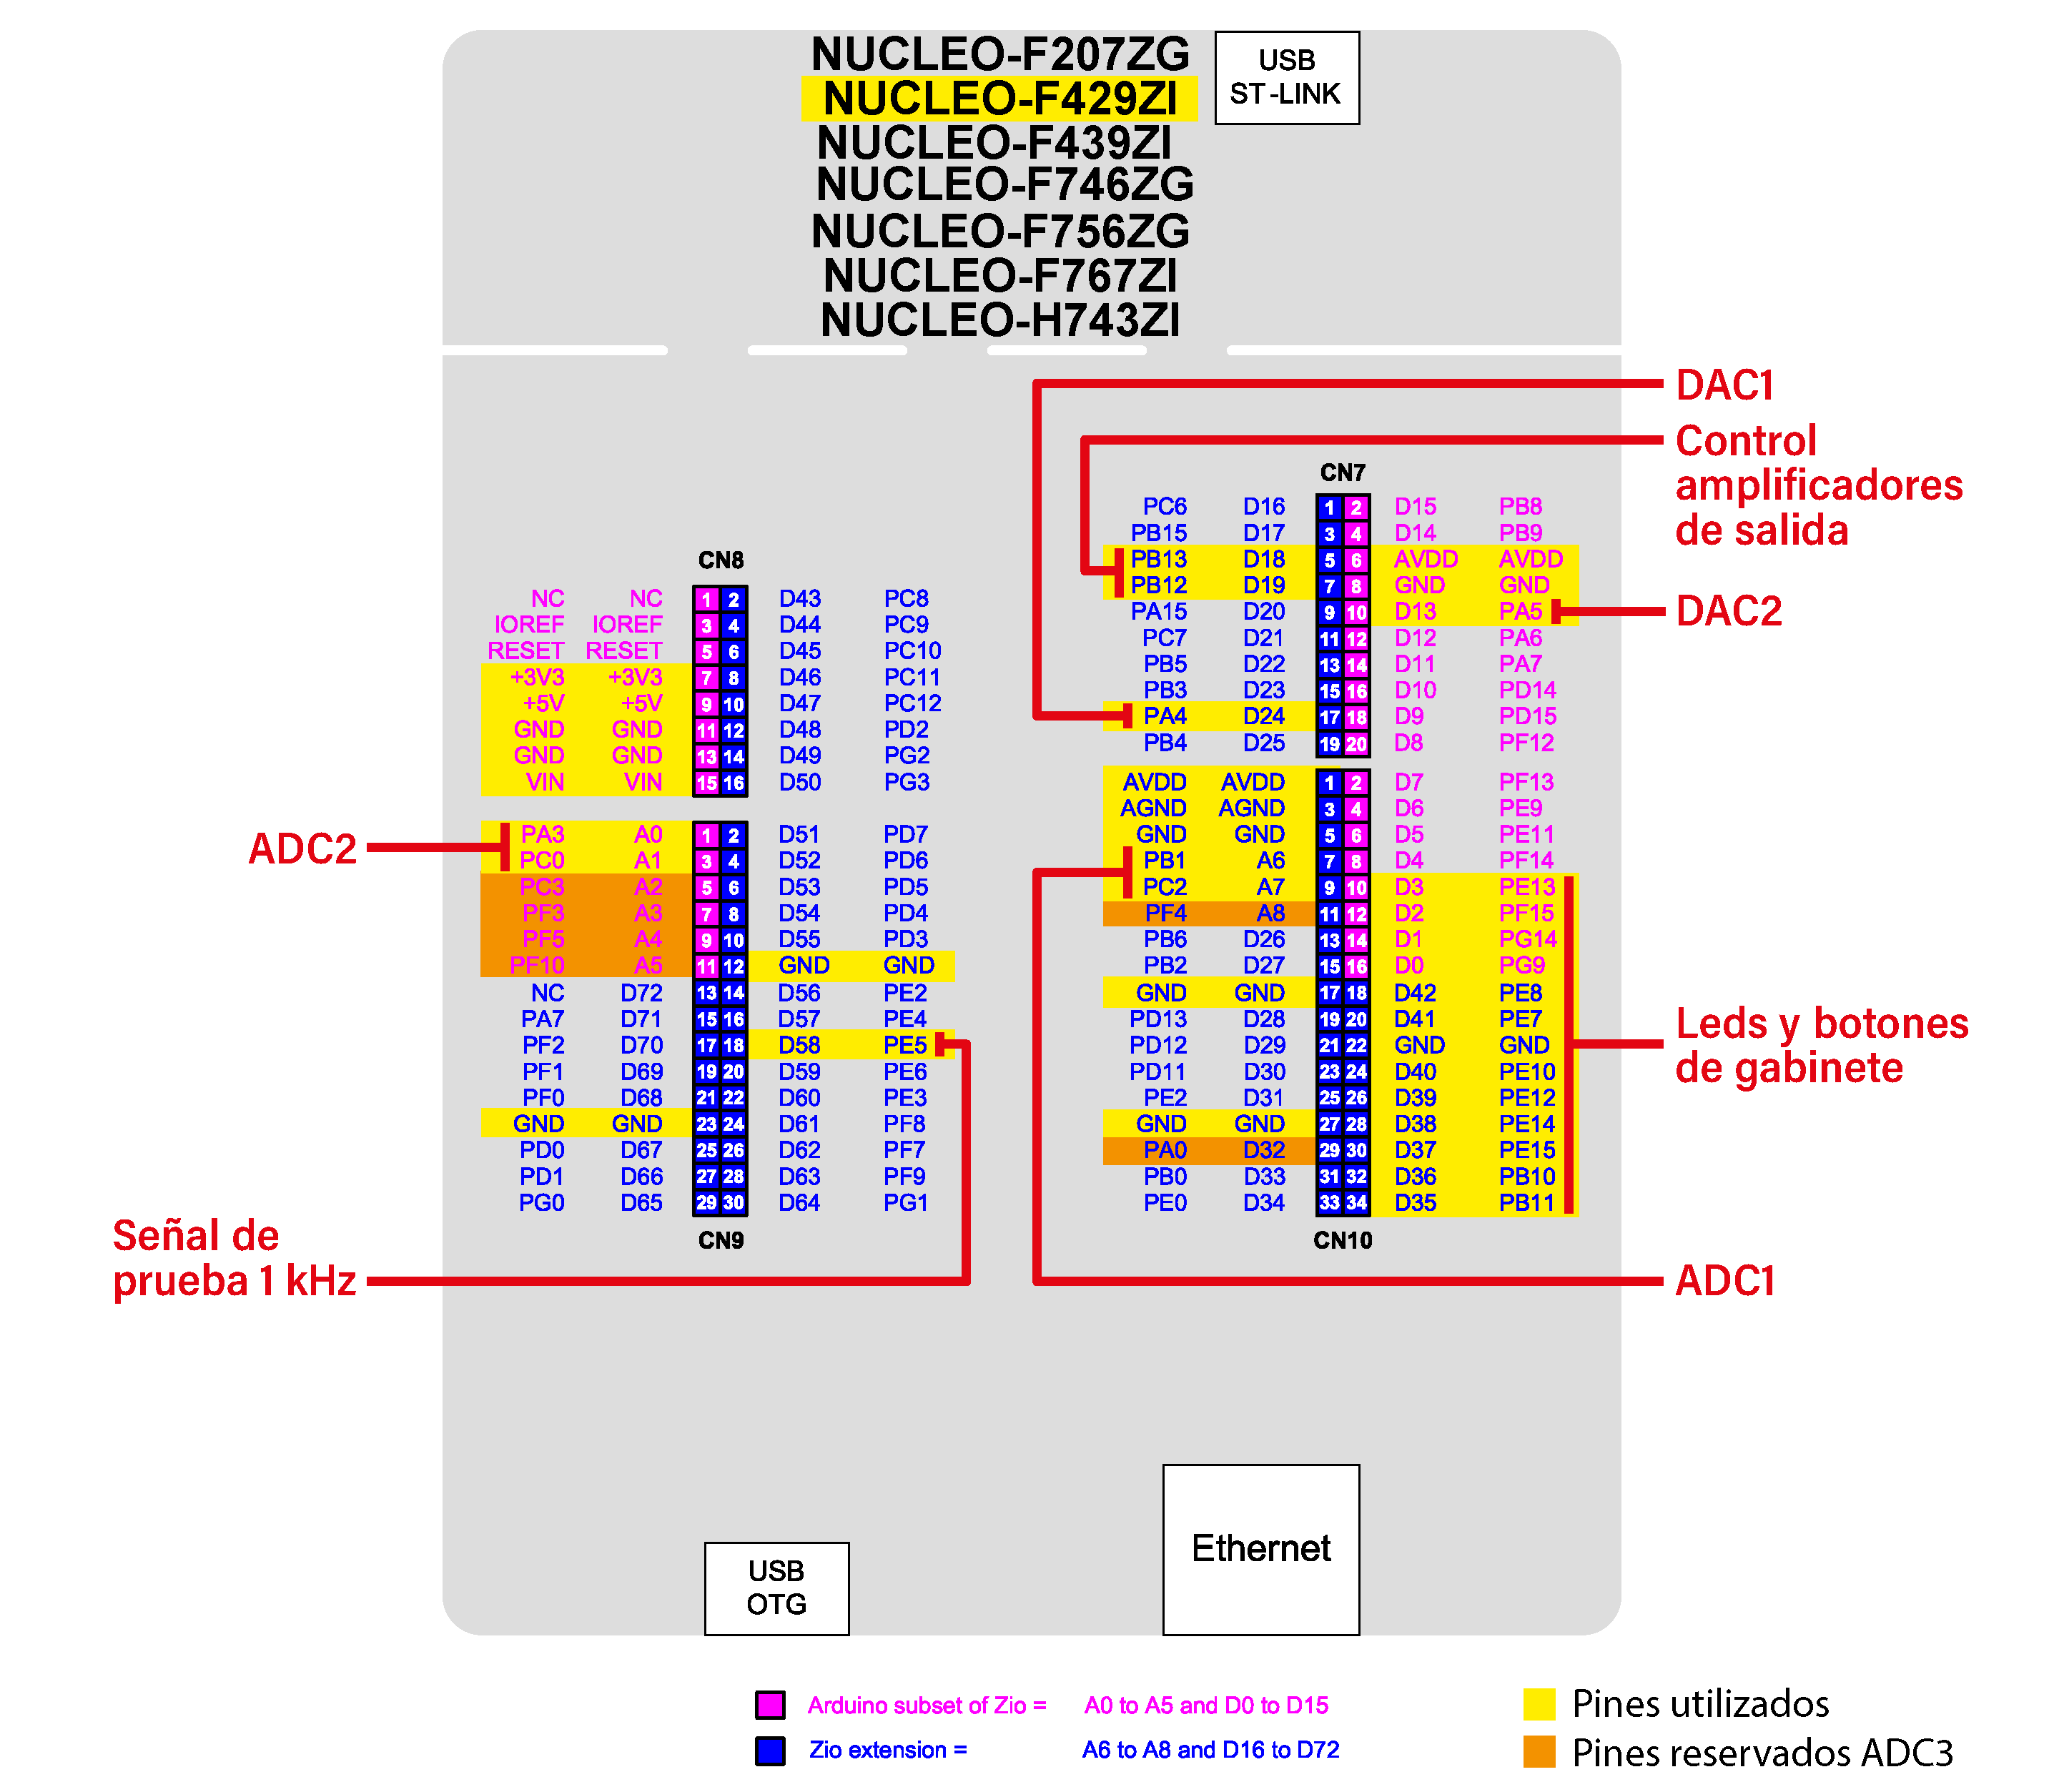 NUCLEO-F207ZG
NUCLEO-F429ZI
NUCLEO-F439ZI
NUCLEO-F746ZG
NUCLEO-F756ZG
NUCLEO-F767ZI
NUCLEO-H743ZI
USB
ST-LINK
DAC1
Control
amplificadores
de salida
DAC2
CN7
PC6 D16 1 2 D15 PB8
PB15 D17 3 4 D14 PB9
PB13 D18 5 6 AVDD AVDD
PB12 D19 7 8 GND GND
PA15 D20 9 10 D13 PA5
PC7 D21 11 12 D12 PA6
PB5 D22 13 14 D11 PA7
PB3 D23 15 16 D10 PD14
PA4 D24 17 18 D9 PD15
PB4 D25 19 20 D8 PF12
CN8
NC NC 1 2 D43 PC8
IOREF IOREF 3 4 D44 PC9
RESET RESET 5 6 D45 PC10
+3V3 +3V3 7 8 D46 PC11
+5V +5V 9 10 D47 PC12
GND GND 11 12 D48 PD2
GND GND 13 14 D49 PG2
VIN VIN 15 16 D50 PG3
ADC2
PA3 A0 1 2 D51 PD7
PC0 A1 3 4 D52 PD6
PC3 A2 5 6 D53 PD5
PF3 A3 7 8 D54 PD4
PF5 A4 9 10 D55 PD3
PF10 A5 11 12 GND GND
NC D72 13 14 D56 PE2
PA7 D71 15 16 D57 PE4
PF2 D70 17 18 D58 PE5
PF1 D69 19 20 D59 PE6
PF0 D68 21 22 D60 PE3
GND GND 23 24 D61 PF8
PD0 D67 25 26 D62 PF7
PD1 D66 27 28 D63 PF9
PG0 D65 29 30 D64 PG1
CN9
Señal de
prueba 1 kHz
AVDD AVDD 1 2 D7 PF13
AGND AGND 3 4 D6 PE9
GND GND 5 6 D5 PE11
PB1 A6 7 8 D4 PF14
PC2 A7 9 10 D3 PE13
PF4 A8 11 12 D2 PF15
PB6 D26 13 14 D1 PG14
PB2 D27 15 16 D0 PG9
GND GND 17 18 D42 PE8
PD13 D28 19 20 D41 PE7
PD12 D29 21 22 GND GND
PD11 D30 23 24 D40 PE10
PE2 D31 25 26 D39 PE12
GND GND 27 28 D38 PE14
PA0 D32 29 30 D37 PE15
PB0 D33 31 32 D36 PB10
PE0 D34 33 34 D35 PB11
CN10
Leds y botones
de gabinete
ADC1
USB
OTG
Ethernet
Arduino subset of Zio = A0 to A5 and D0 to D15
Zio extension = A6 to A8 and D16 to D72
Pines utilizados
Pines reservados ADC3